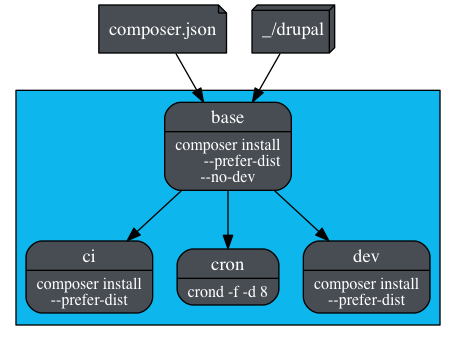 composer.json
_/drupal
base
composer install
--prefer-dist
--no-dev
ci
composer install
--prefer-dist
cron
crond -f -d 8
dev
composer install
--prefer-dist